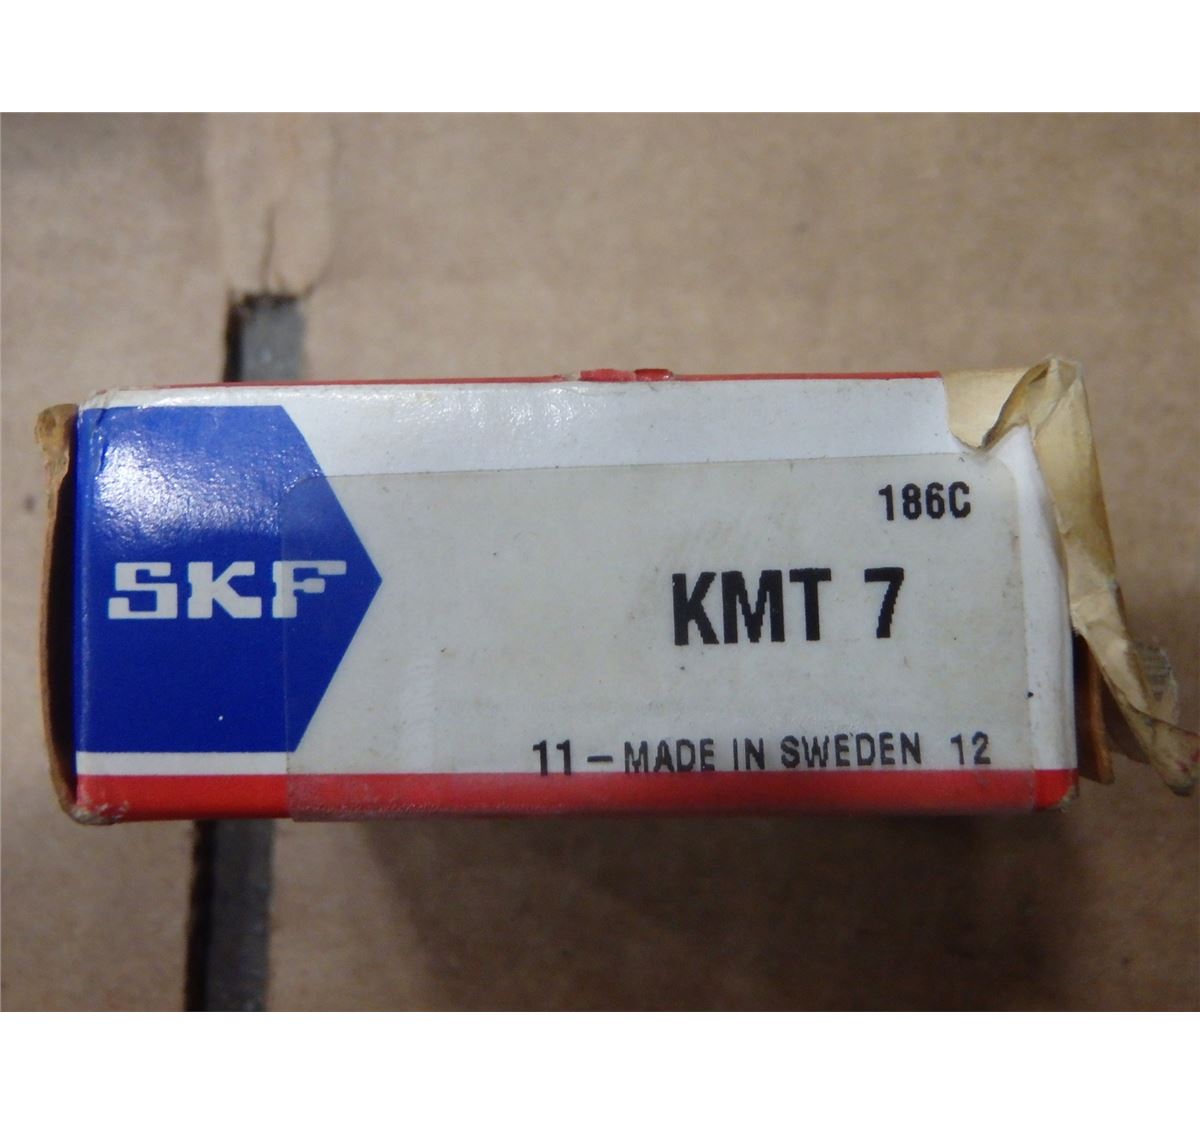 186C
SKF
KMT 7
11 – MADE IN SWEDEN 12